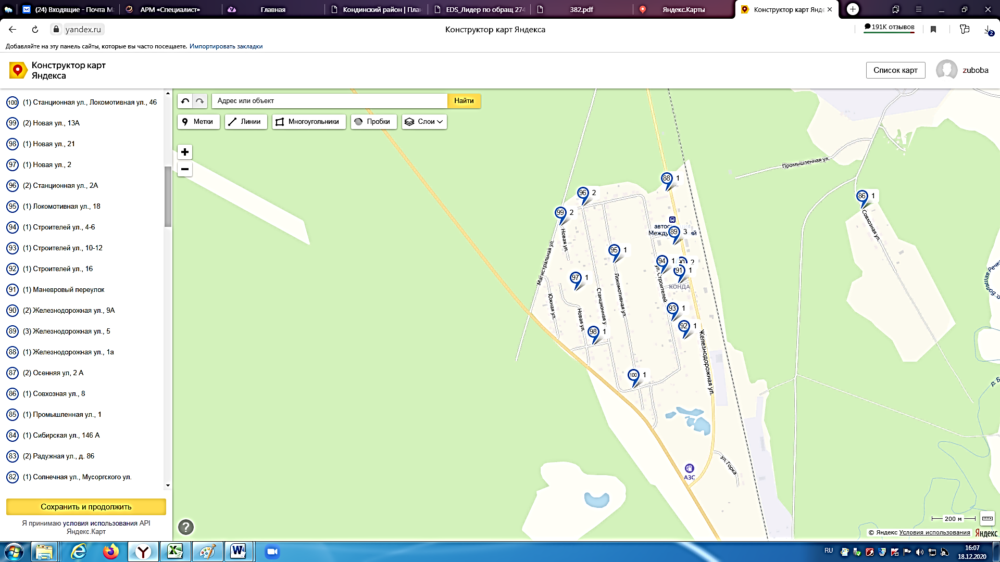 (24) Входящие - Почта Ma
АРМ «Специалист»
Главная
Кондинский район | План
EDS_Лидер по обращ 274
382.pdf
Яндекс.Карты
Конструктор карт Янде
yandex.ru
Конструктор карт Яндекса
191K отзывов
2
Добавляйте на эту панель сайты, которые вы часто посещаете. Импортировать закладки
Конструктор карт
Яндекса
Список карт
zuboba
100 (1) Станционная ул., Локомотивная ул., 46
99 (2) Новая ул., 13А
98 (1) Новая ул., 21
97 (1) Новая ул., 2
96 (2) Станционная ул., 2А
95 (1) Локомотивная ул., 18
94 (1) Строителей ул., 4-6
93 (1) Строителей ул., 10-12
92 (1) Строителей ул., 16
91 (1) Маневровый переулок
90 (2) Железнодорожная ул., 9А
89 (3) Железнодорожная ул., 5
88 (1) Железнодорожная ул., 1а
87 (2) Осенняя ул, 2 А
86 (1) Совхозная ул., 8
85 (1) Промышленная ул., 1
84 (1) Сибирская ул., 146 А
83 (2) Радужная ул., д. 86
82 (1) Солнечная ул., Мусоргского ул.
Сохранить и продолжить
Я принимаю условия использования API
Яндекс.Карт
Адрес или объект
Найти
Метки
Линии
Многоугольники
Пробки
Слои
Промышленная ул.
88 1
96 2
86 1
99 2
Совхозная ул.
89 3
Новая ул.
Магистральная ул.
95 1
94 1
2
91 1
ул. Строителей
97 1
КОНДА
Локомотивная ул.
Станционная у
Южная ул.
Новая ул.
93 1
92 1
98 1
Железнодорожная ул.
100 1
ул. Горка
АЗС
200 м
© Яндекс Условия использования
Яндекс
?
RU
16:07
18.12.2020